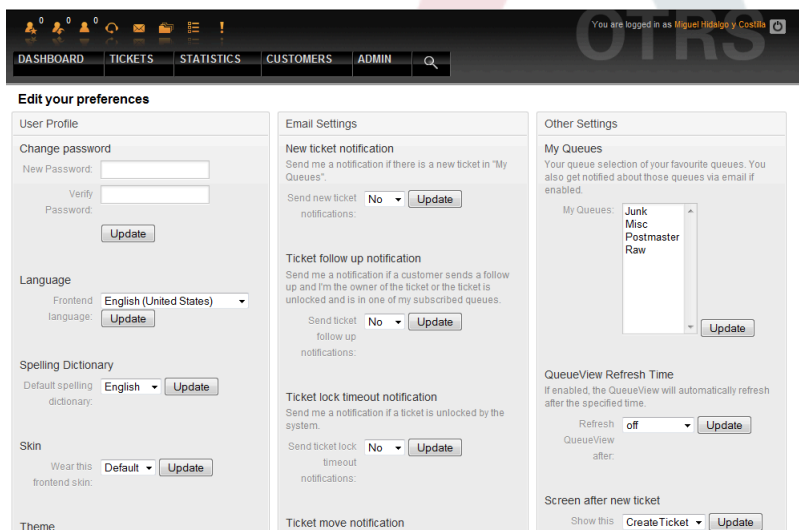 0 0 0
You are logged in as Miguel Hidalgo y Costilla
OTRS
DASHBOARD TICKETS STATISTICS CUSTOMERS ADMIN
Edit your preferences
User Profile
Change password
New Password:
Verify
Password:
Update
Language
Frontend English (United States)
language: Update
Spelling Dictionary
Default spelling English Update
dictionary:
Skin
Wear this Default Update
frontend skin:
Theme
Email Settings
New ticket notification
Send me a notification if there is a new ticket in "My
Queues".
Send new ticket No Update
notifications:
Ticket follow up notification
Send me a notification if a customer sends a follow
up and I'm the owner of the ticket or the ticket is
unlocked and is in one of my subscribed queues.
Send ticket No Update
follow up
notifications:
Ticket lock timeout notification
Send me a notification if a ticket is unlocked by the
system.
Send ticket lock No Update
timeout
notifications:
Ticket move notification
Other Settings
My Queues
Your queue selection of your favourite queues. You
also get notified about those queues via email if
enabled.
My Queues: Junk
Misc
Postmaster
Raw
Update
QueueView Refresh Time
If enabled, the QueueView will automatically refresh
after the specified time.
Refresh off Update
QueueView
after:
Screen after new ticket
Show this CreateTicket Update